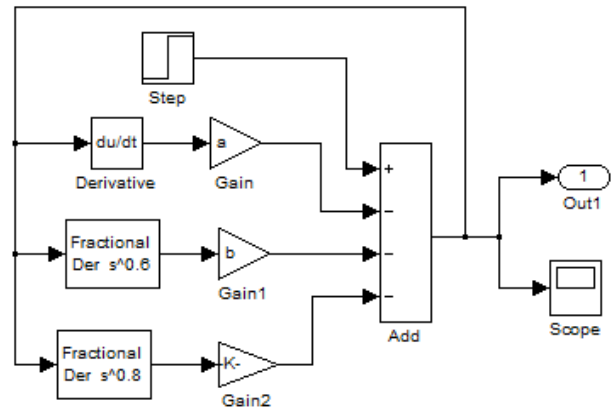 Step
du/dt
Derivative
a
Gain
+
−
−
−
Add
1
Out1
Scope
Fractional
Der s^0.6
b
Gain1
Fractional
Der s^0.8
-K-
Gain2